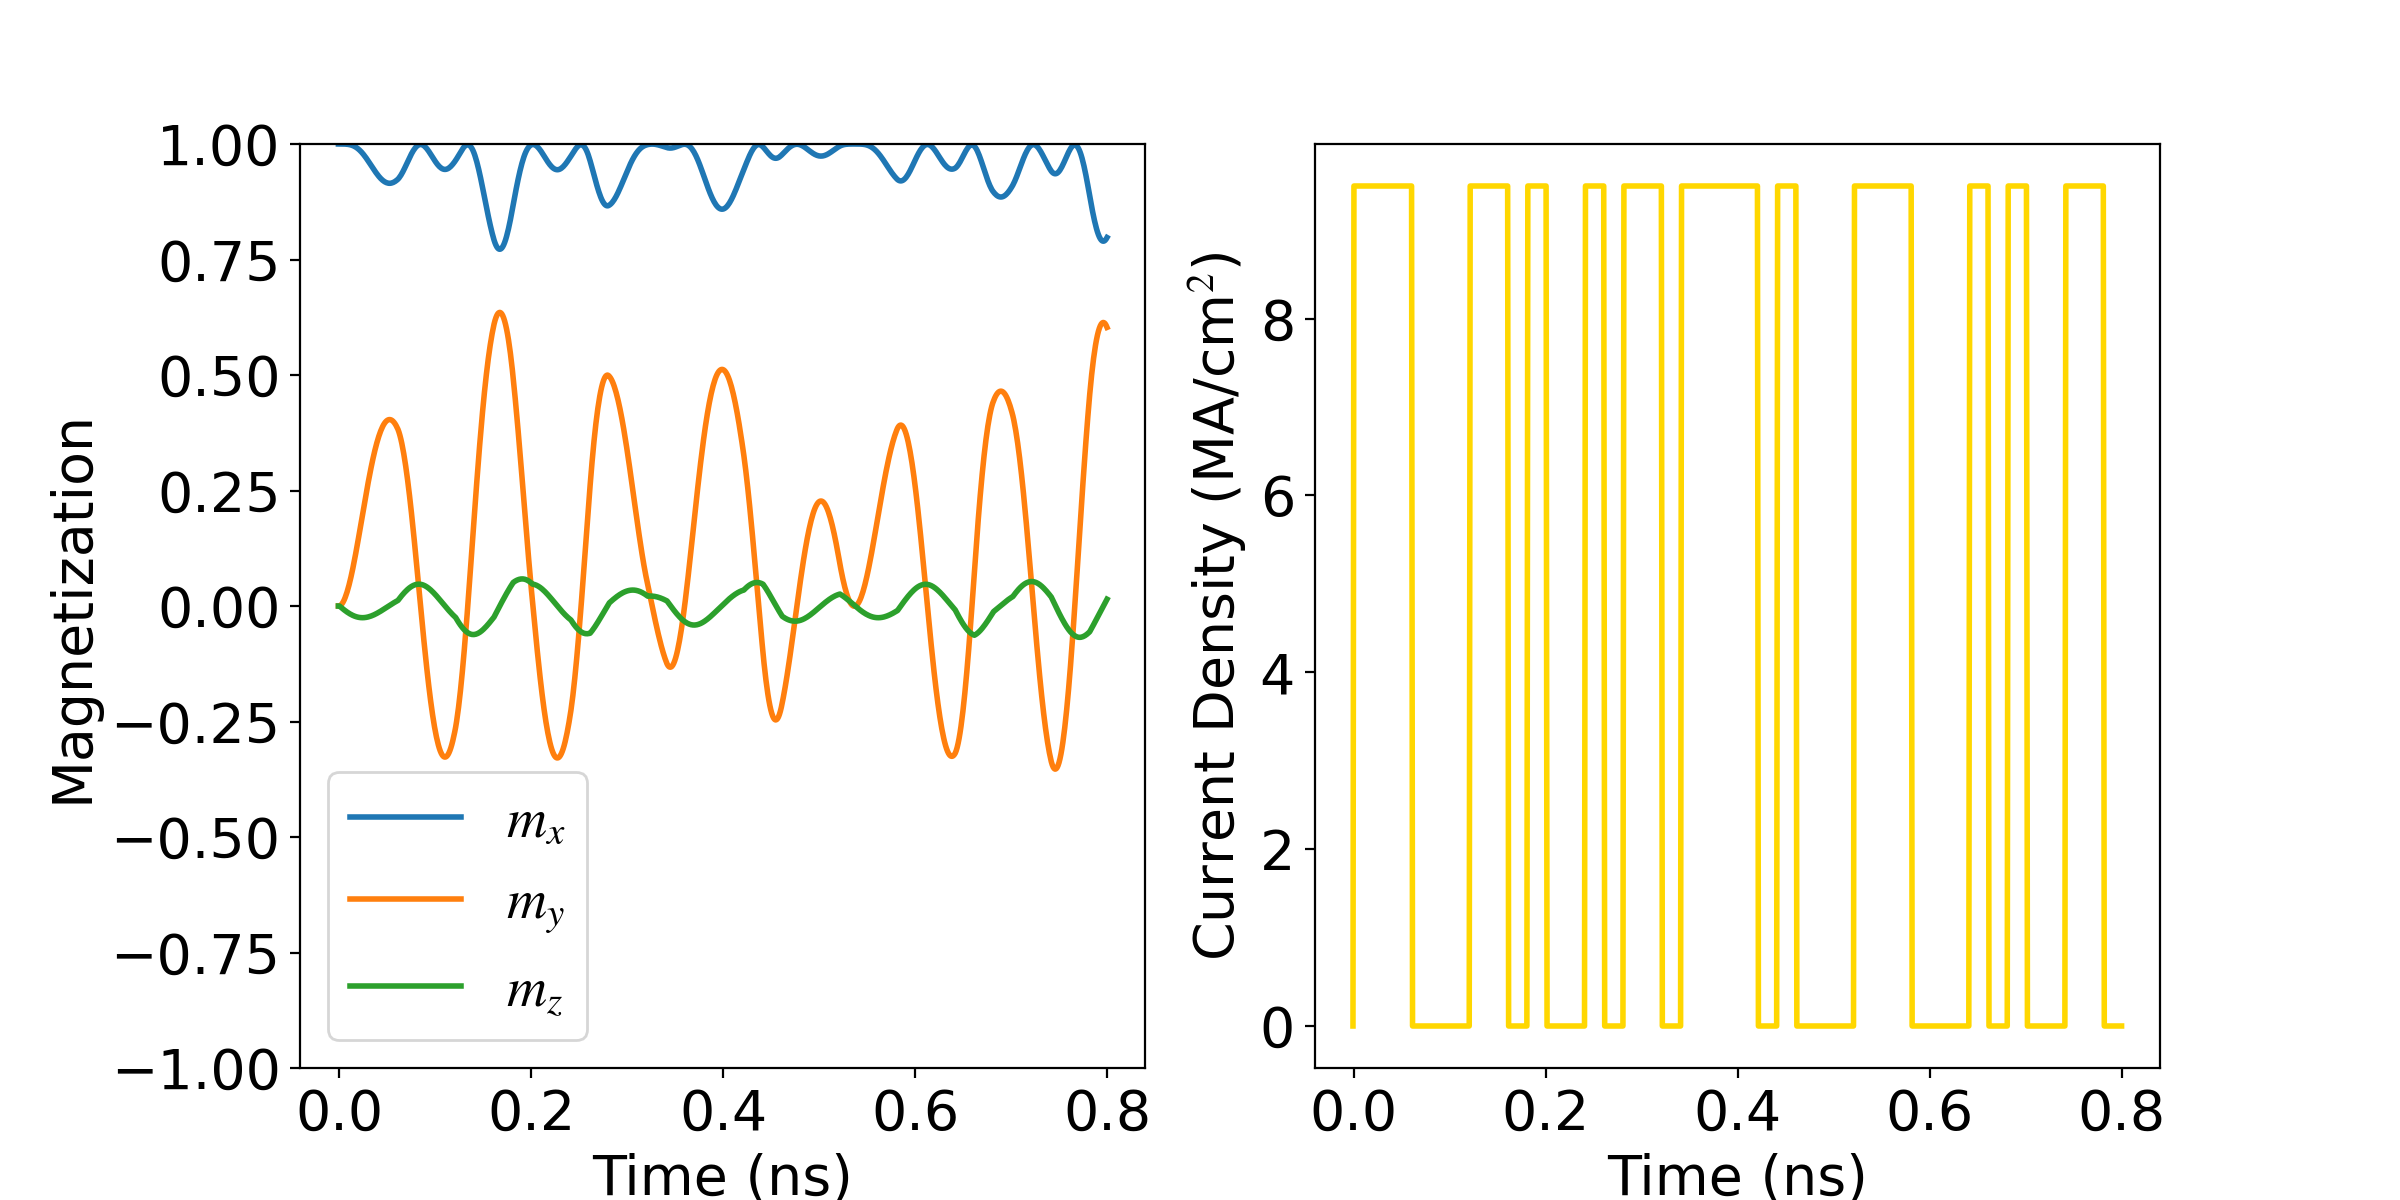 1.00
0.75
0.50
0.25
0.00
−0.25
−0.50
−0.75
−1.00
Magnetization
m_x
m_y
m_z
0.0 0.2 0.4 0.6 0.8
Time (ns)
8
6
4
2
0
Current Density (MA/cm²)
0.0 0.2 0.4 0.6 0.8
Time (ns)